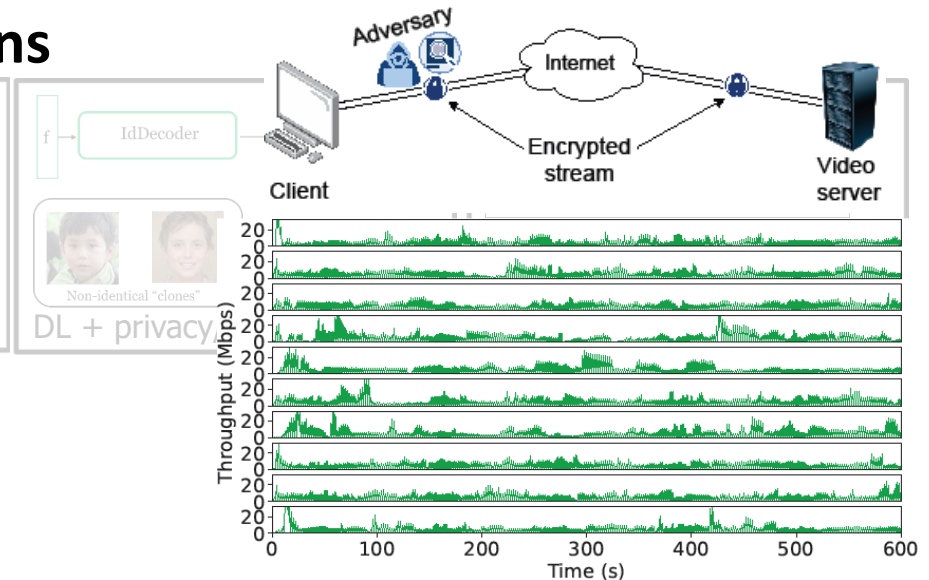 ns
Adversary
Internet
f
IdDecoder
Encrypted
stream
Client
Video
server
Non-identical "clones"
DL + privacy
Throughput (Mbps)
20
0
20
0
20
0
20
0
20
0
20
0
20
0
20
0
20
0
20
0
0 100 200 300 400 500 600
Time (s)